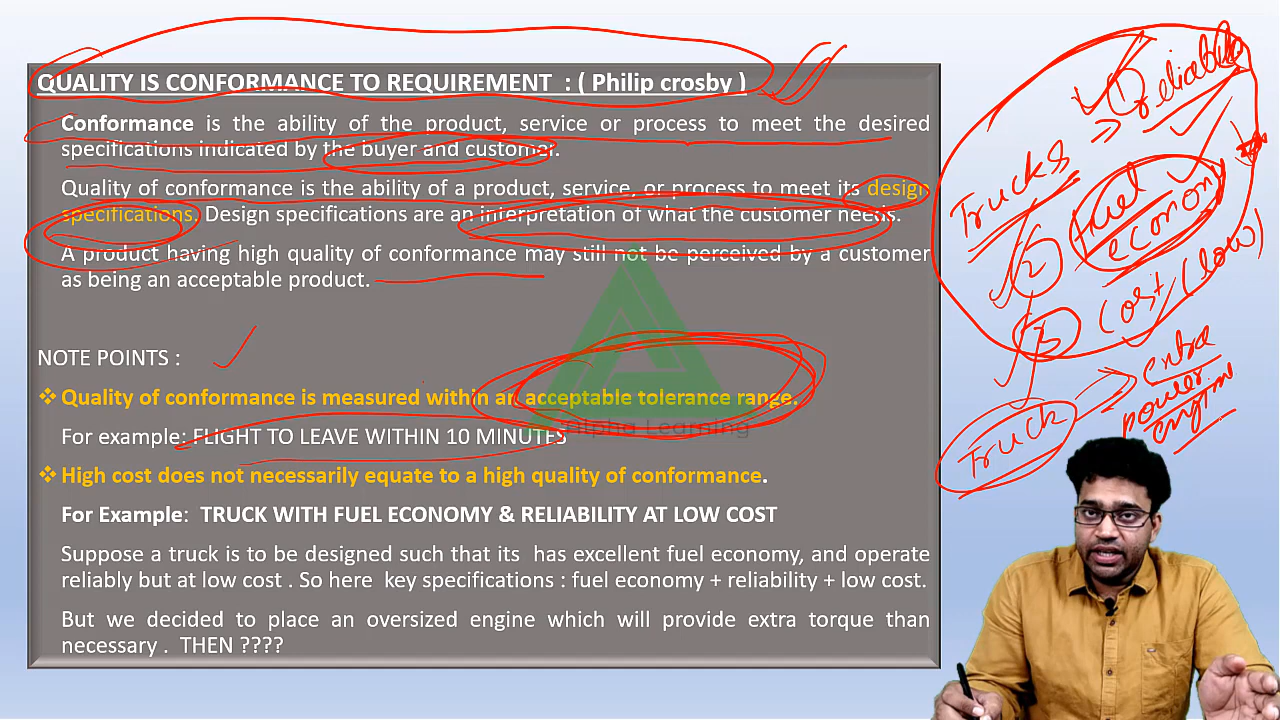 QUALITY IS CONFORMANCE TO REQUIREMENT : ( Philip crosby )
Conformance is the ability of the product, service or process to meet the desired
specifications indicated by the buyer and customer.
Quality of conformance is the ability of a product, service, or process to meet its design
specifications. Design specifications are an interpretation of what the customer needs.
A product having high quality of conformance may still not be perceived by a customer
as being an acceptable product.
NOTE POINTS :
❖ Quality of conformance is measured within an acceptable tolerance range.
For example: FLIGHT TO LEAVE WITHIN 10 MINUTES
Alpha Learning
❖ High cost does not necessarily equate to a high quality of conformance.
For Example: TRUCK WITH FUEL ECONOMY & RELIABILITY AT LOW COST
Suppose a truck is to be designed such that its has excellent fuel economy, and operate
reliably but at low cost . So here key specifications : fuel economy + reliability + low cost.
But we decided to place an oversized engine which will provide extra torque than
necessary . THEN ????
Trucks => 1 reliable
2 fuel
economy
3 Cost (low)
Truck
extra
power